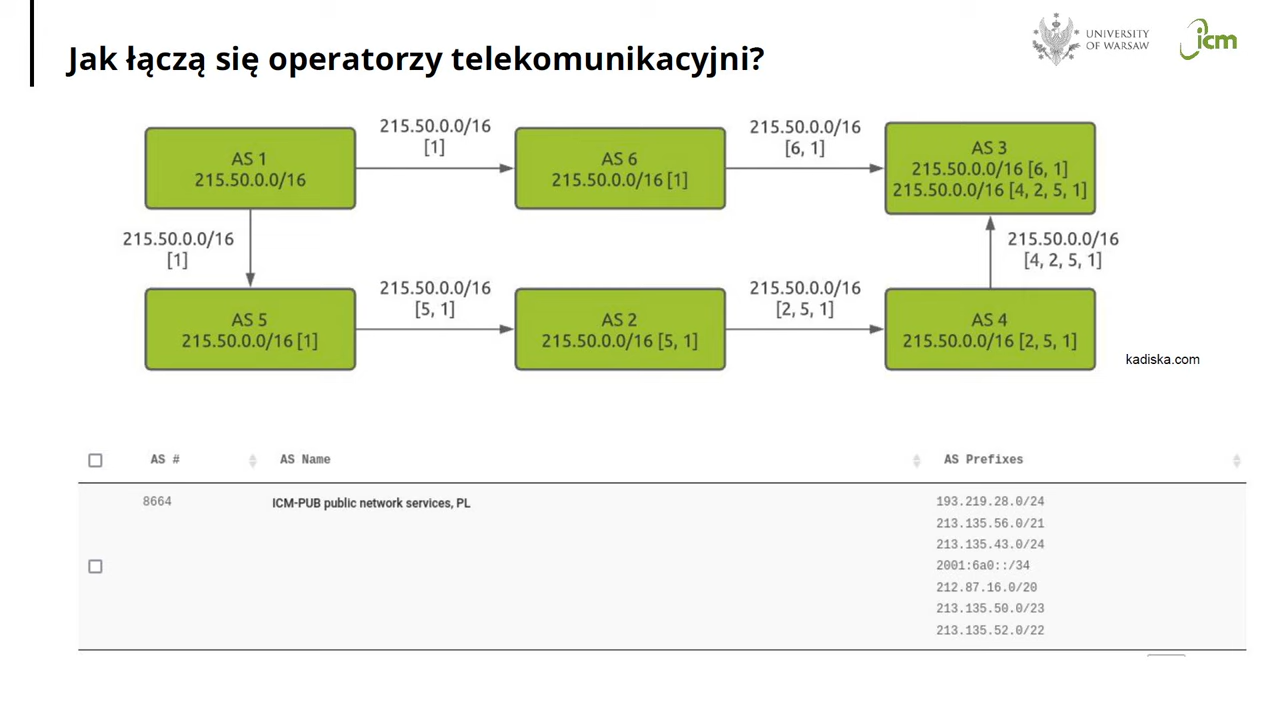 Jak łączą się operatorzy telekomunikacyjni?
UNIVERSITY
OF WARSAW
icm
215.50.0.0/16
[1]
215.50.0.0/16
[6, 1]
AS 1
215.50.0.0/16
AS 6
215.50.0.0/16 [1]
AS 3
215.50.0.0/16 [6, 1]
215.50.0.0/16 [4, 2, 5, 1]
215.50.0.0/16
[1]
215.50.0.0/16
[4, 2, 5, 1]
215.50.0.0/16
[5, 1]
215.50.0.0/16
[2, 5, 1]
AS 5
215.50.0.0/16 [1]
AS 2
215.50.0.0/16 [5, 1]
AS 4
215.50.0.0/16 [2, 5, 1]
kadiska.com
AS # AS Name AS Prefixes
8664 ICM-PUB public network services, PL 193.219.28.0/24
213.135.56.0/21
213.135.43.0/24
2001:6a0::/34
212.87.16.0/20
213.135.50.0/23
213.135.52.0/22